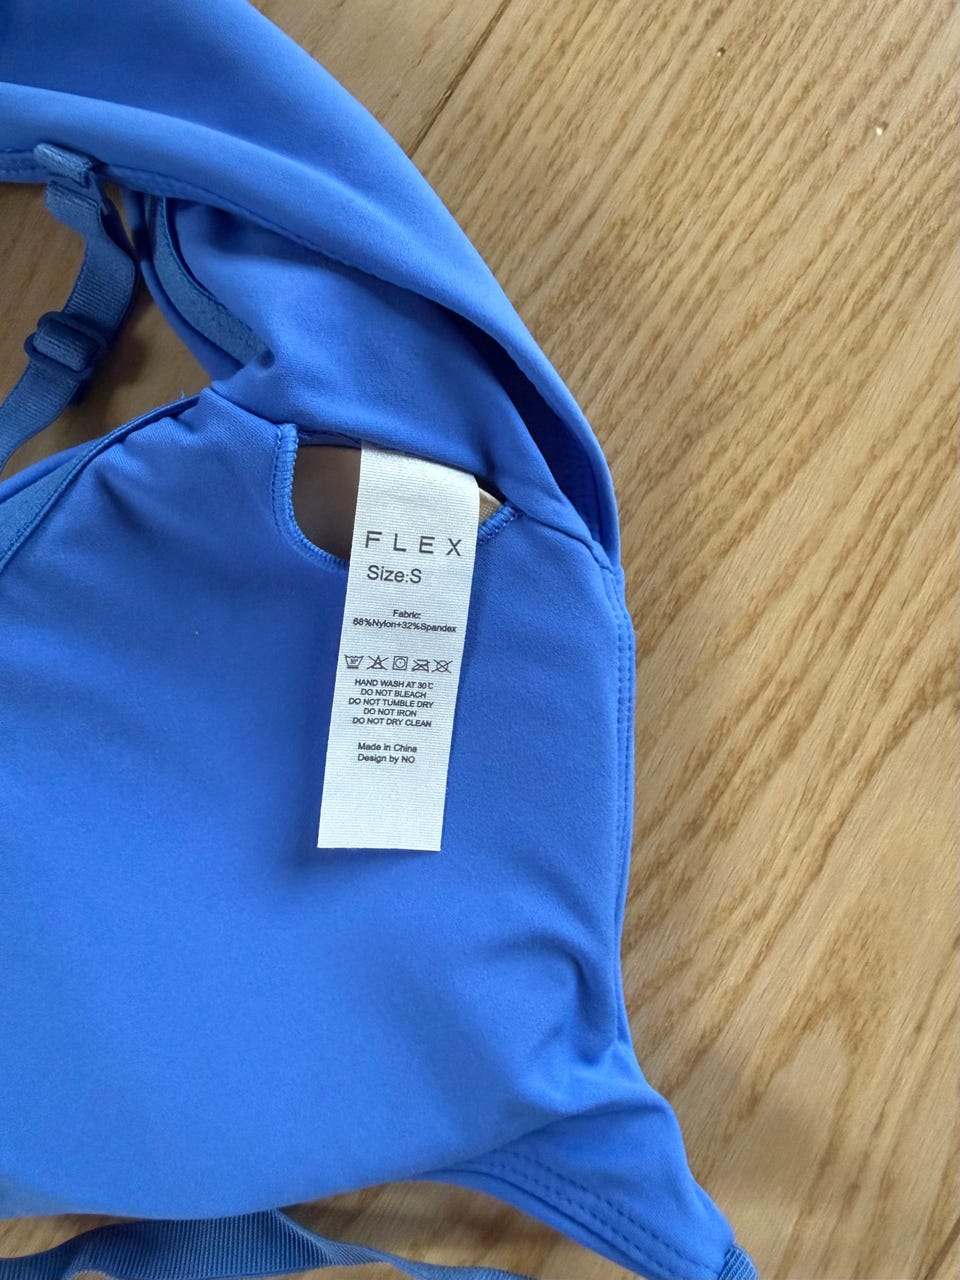 FLEX
Size:S
Fabric:
68%Nylon+32%Spandex
30°
HAND WASH AT 30℃
DO NOT BLEACH
DO NOT TUMBLE DRY
DO NOT IRON
DO NOT DRY CLEAN
Made in China
Design by NO